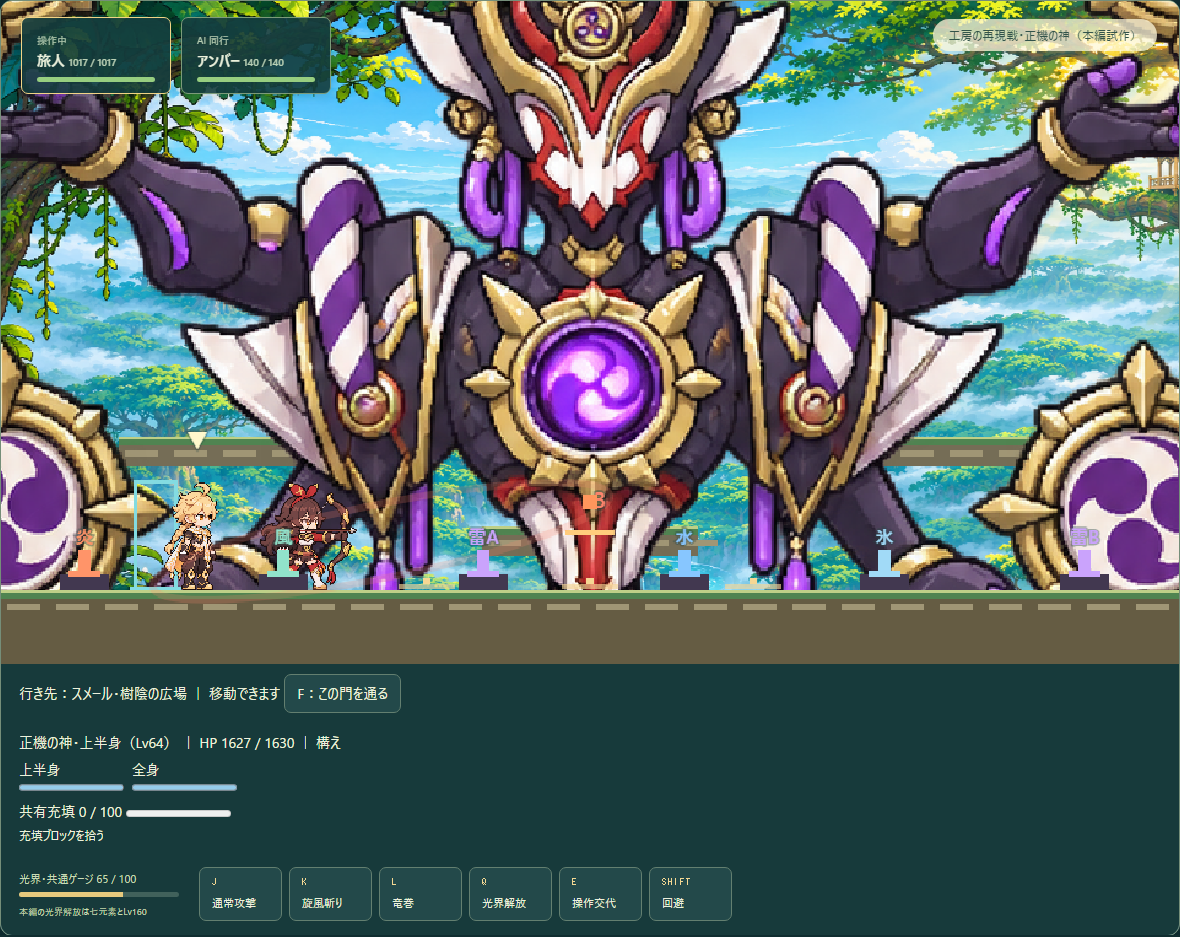 操作中
旅人 1017 / 1017
AI 同行
アンバー 140 / 140
工房の再現戦・正機の神（本編試作）
炎
風
雷A
B
水
氷
雷B
行き先：スメール・樹陰の広場 ｜ 移動できます
F：この門を通る
正機の神・上半身（Lv64） ｜ HP 1627 / 1630 ｜ 構え
上半身
全身
共有充填 0 / 100
充填ブロックを拾う
光界・共通ゲージ 65 / 100
本編の光界解放は七元素とLv160
J
通常攻撃
K
旋風斬り
L
竜巻
Q
光界解放
E
操作交代
SHIFT
回避